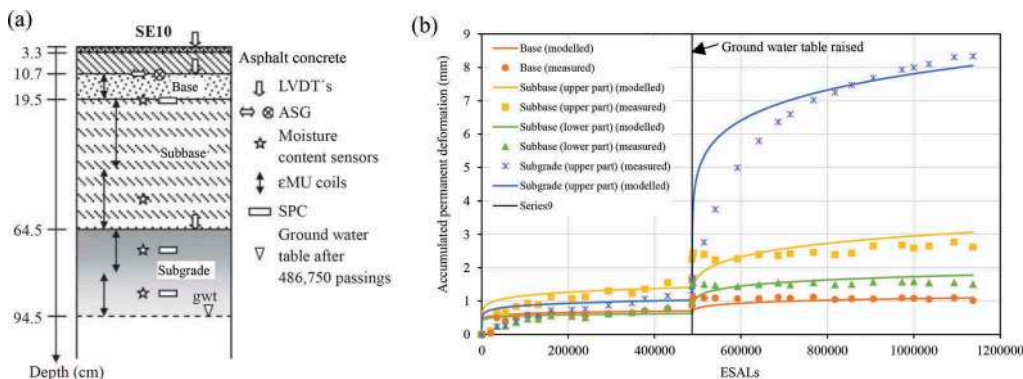 (a)
SE10
3.3
10.7
19.5
64.5
94.5
Depth (cm)
Base
Subbase
Subgrade
gwt
Asphalt concrete
LVDT´s
ASG
Moisture
content sensors
εMU coils
SPC
Ground water
table after
486,750 passings
(b)
Accumulated permanent deformation (mm)
9
8
7
6
5
4
3
2
1
0
Ground water table raised
Base (modelled)
Base (measured)
Subbase (upper part) (modelled)
Subbase (upper part) (measured)
Subbase (lower part) (modelled)
Subbase (lower part) (measured)
Subgrade (upper part) (measured)
Subgrade (upper part) (modelled)
Series9
0
200000
400000
600000
800000
1000000
1200000
ESALs